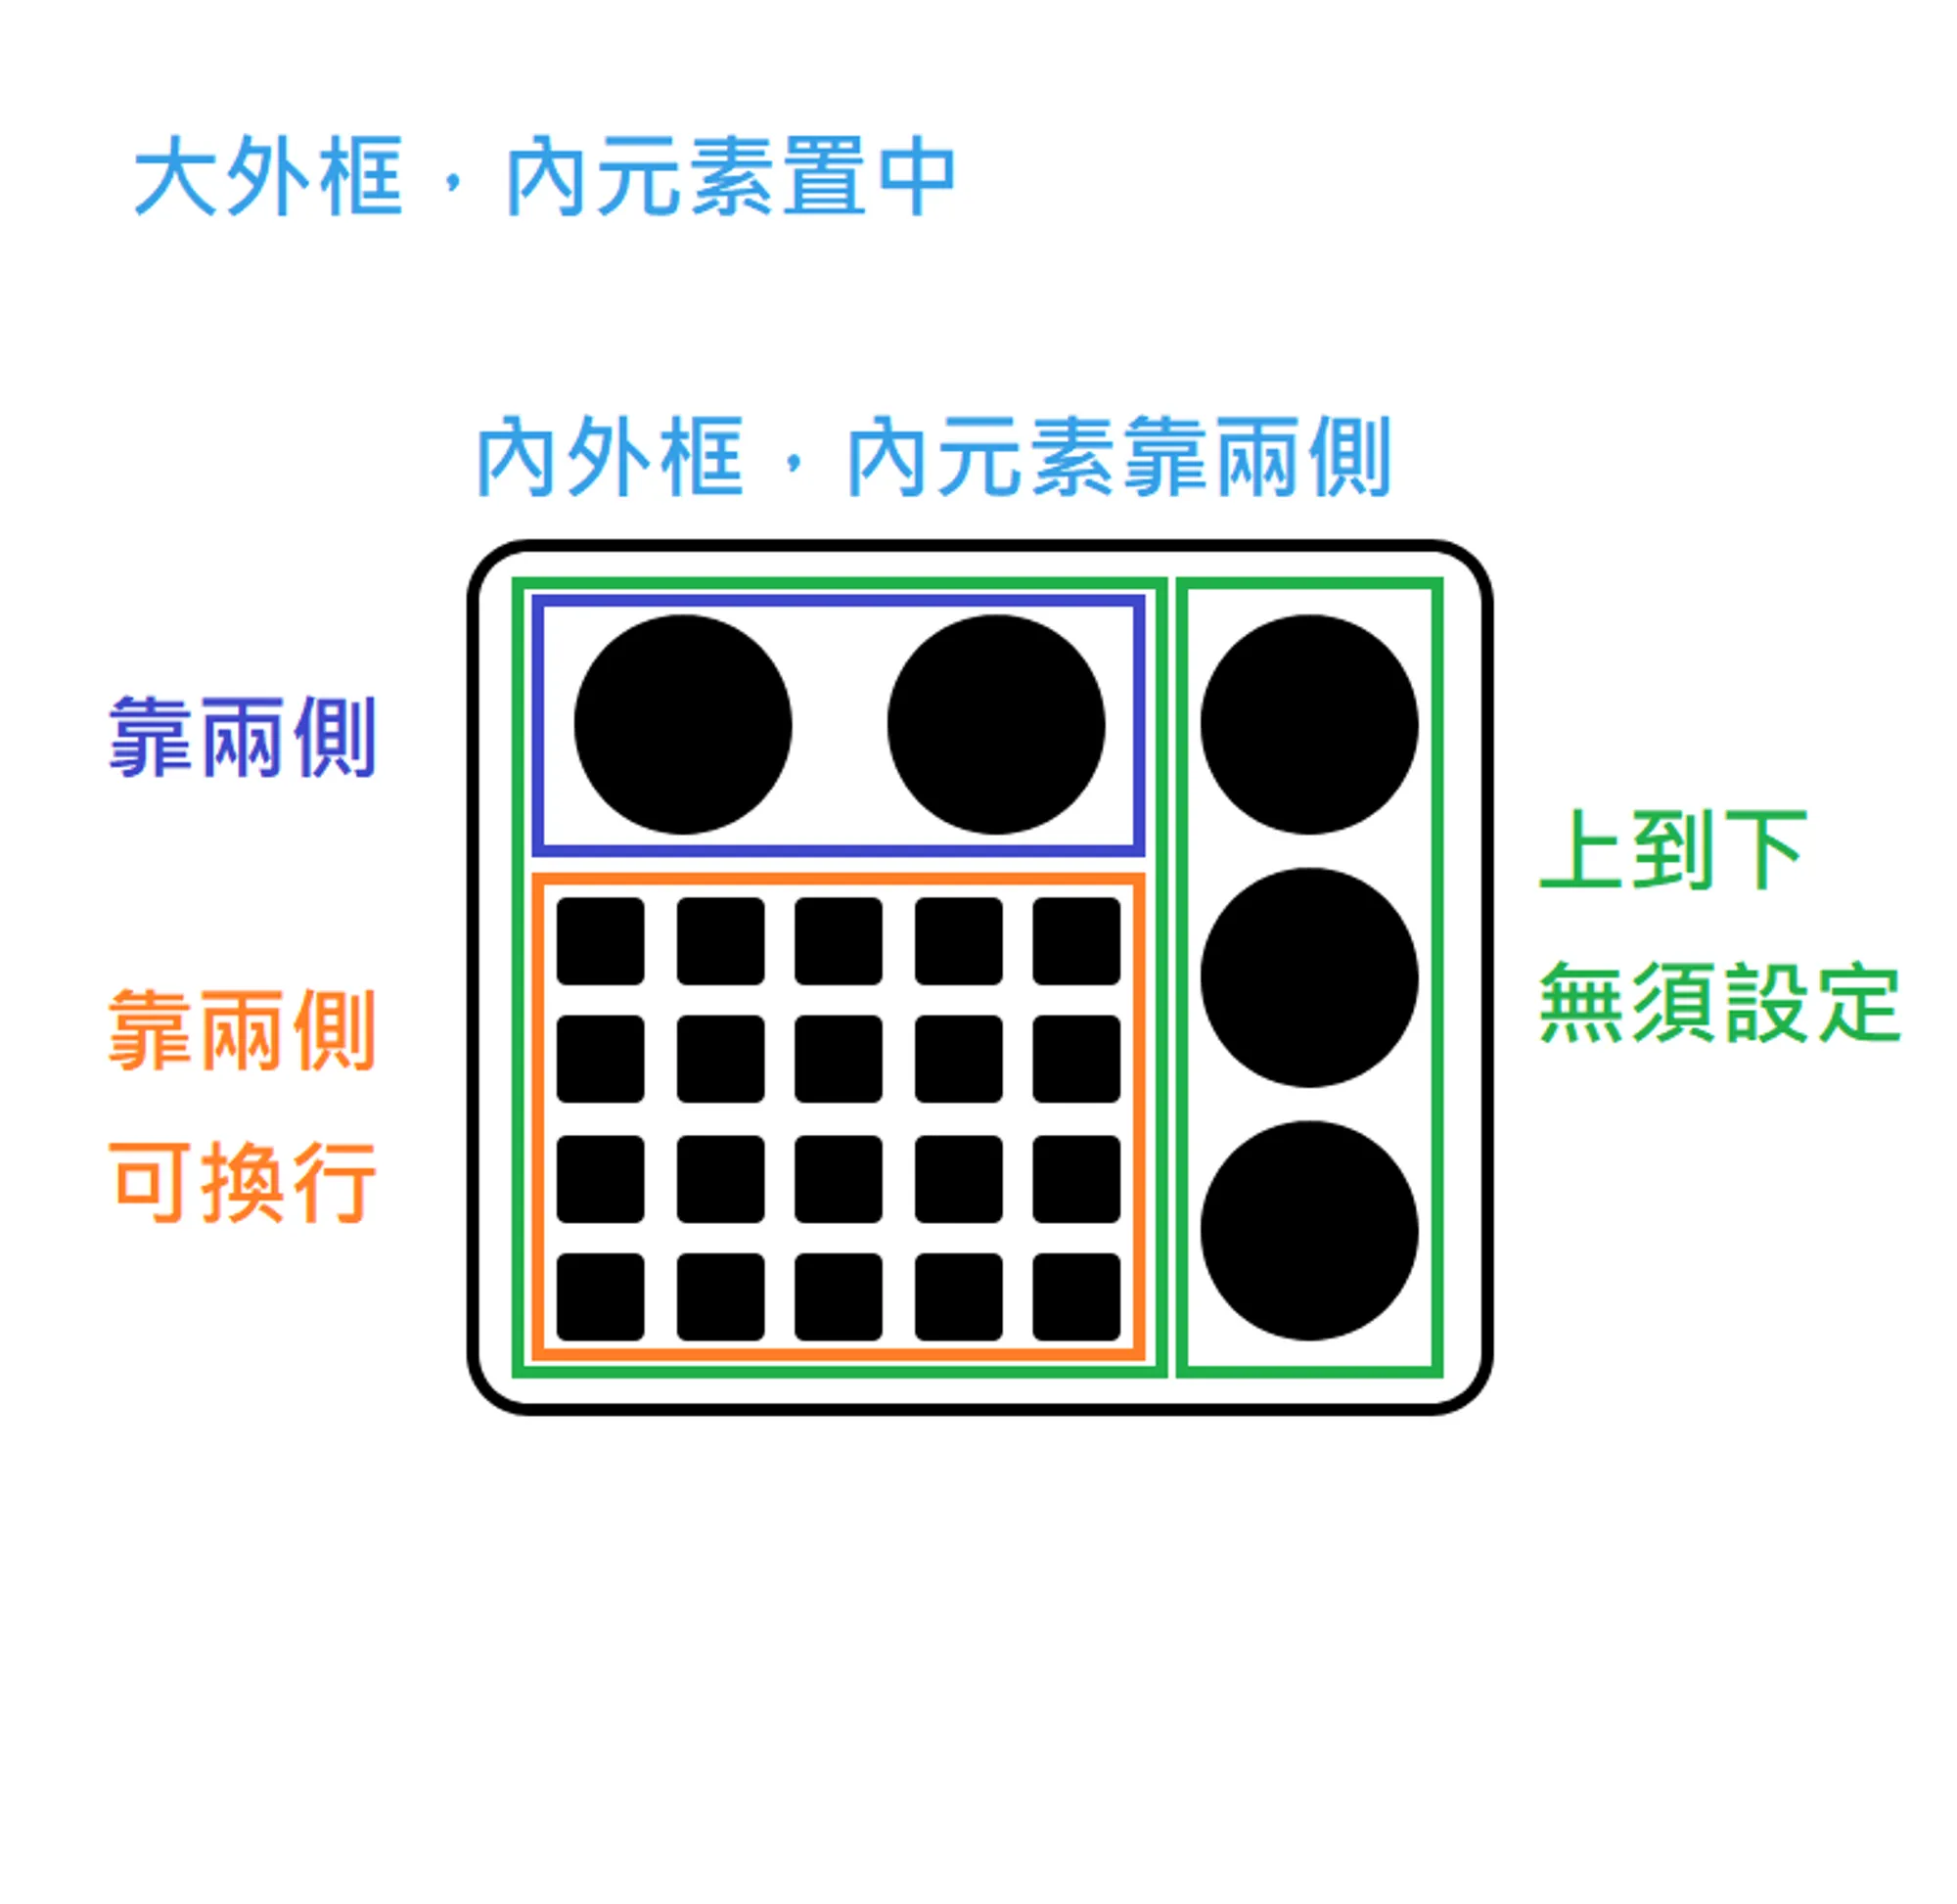 大外框，內元素置中
內外框，內元素靠兩側
靠兩側
上到下
無須設定
靠兩側
可換行